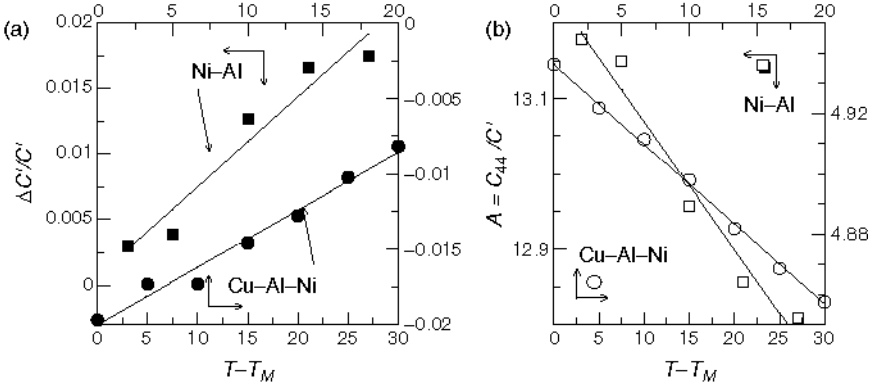 (a)
0 5 10 15 20
0.02
0.015
0.01
0.005
0
ΔC'/C'
0
−0.005
−0.01
−0.015
−0.02
Ni–Al
Cu–Al–Ni
0 5 10 15 20 25 30
T–T_M
(b)
0 5 10 15 20
13.1
12.9
A = C_44/C'
4.92
4.88
Ni–Al
Cu–Al–Ni
0 5 10 15 20 25 30
T–T_M